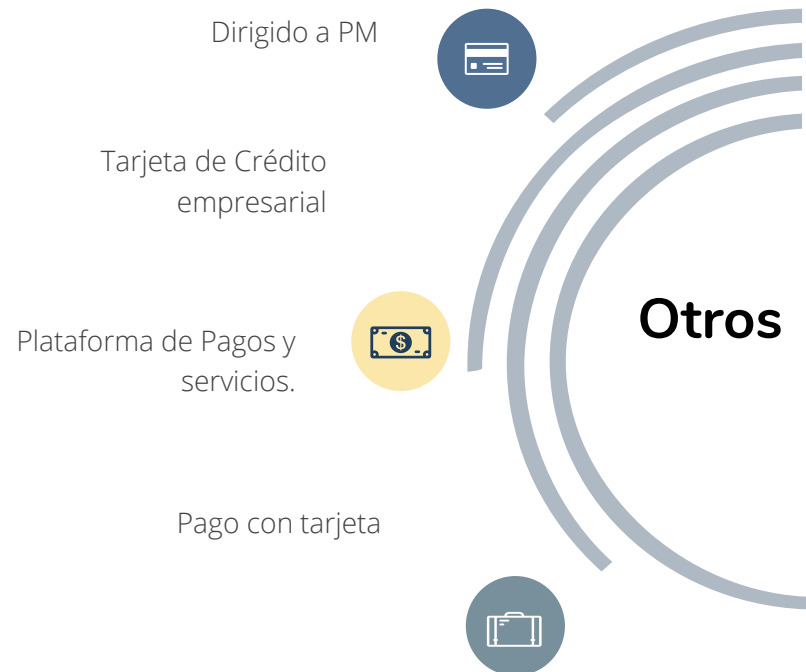 Dirigido a PM
Tarjeta de Crédito
empresarial
Otros
Plataforma de Pagos y
servicios.
Pago con tarjeta